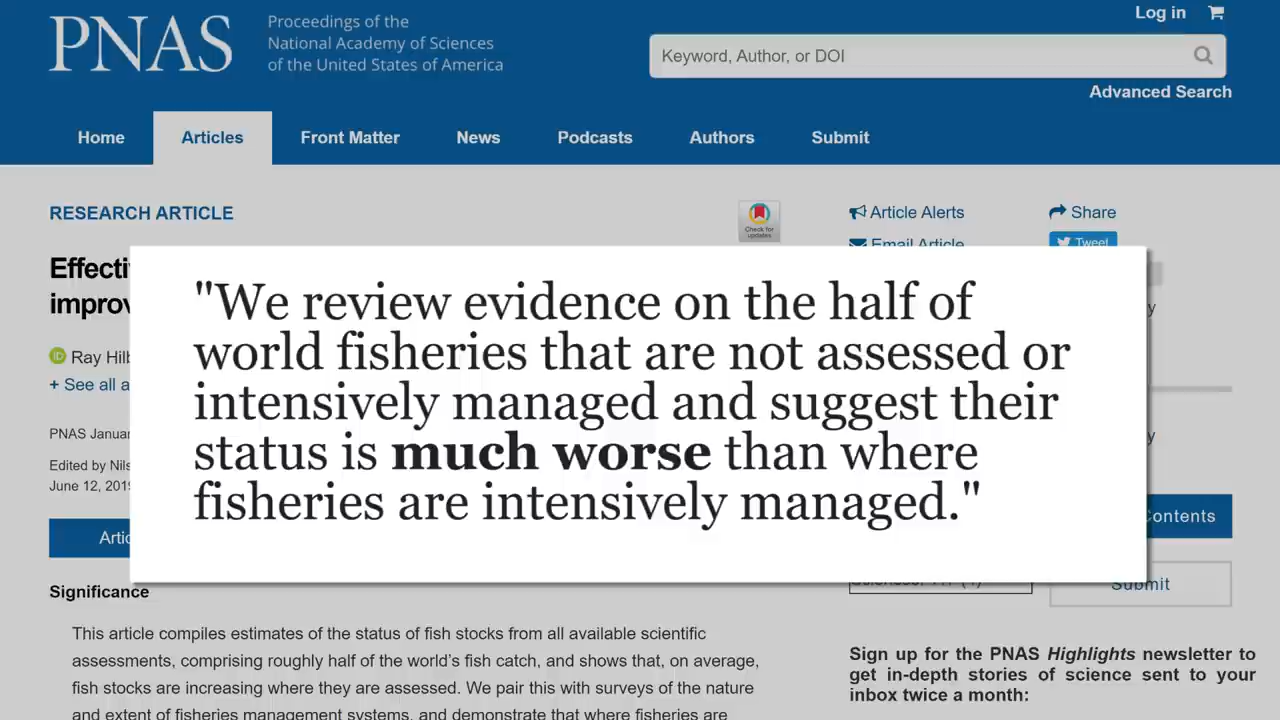 PNAS
Proceedings of the
National Academy of Sciences
of the United States of America
Log in
Keyword, Author, or DOI
Advanced Search
Home Articles Front Matter News Podcasts Authors Submit
RESEARCH ARTICLE
Check for
updates
Article Alerts
Share
Email Article
Tweet
Effecti
improv
Ray Hilb
+ See all a
PNAS Januar
Edited by Nils
June 12, 2019
"We review evidence on the half of
world fisheries that are not assessed or
intensively managed and suggest their
status is much worse than where
fisheries are intensively managed."
Artic
Contents
Submit
Significance
This article compiles estimates of the status of fish stocks from all available scientific
assessments, comprising roughly half of the world's fish catch, and shows that, on average,
fish stocks are increasing where they are assessed. We pair this with surveys of the nature
and extent of fisheries management systems, and demonstrate that where fisheries are
Sign up for the PNAS Highlights newsletter to
get in-depth stories of science sent to your
inbox twice a month: